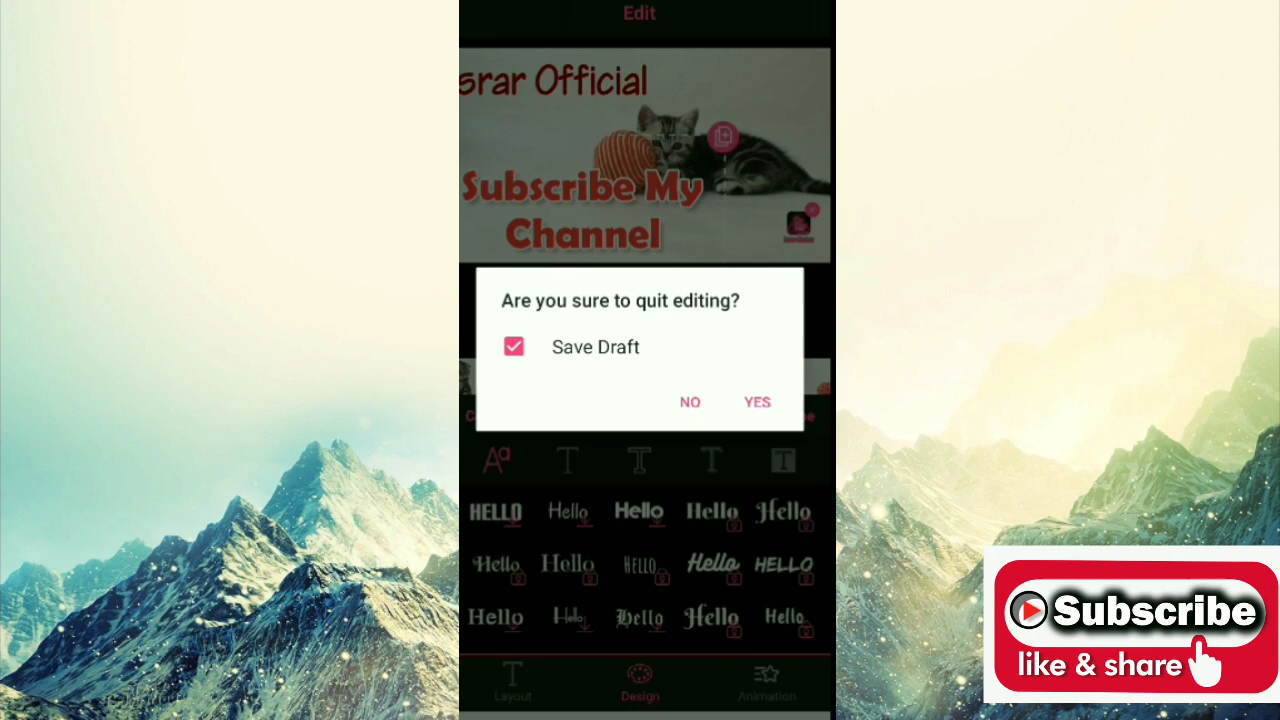 Edit
srar Official
Subscribe My
Channel
Are you sure to quit editing?
Save Draft
NO YES
HELLO Hello Hello Hello Hello
Hello Hello HELLO Hello HELLO
Hello Hello Hello Hello Hello
Layout Design Animation
Subscribe
like & share